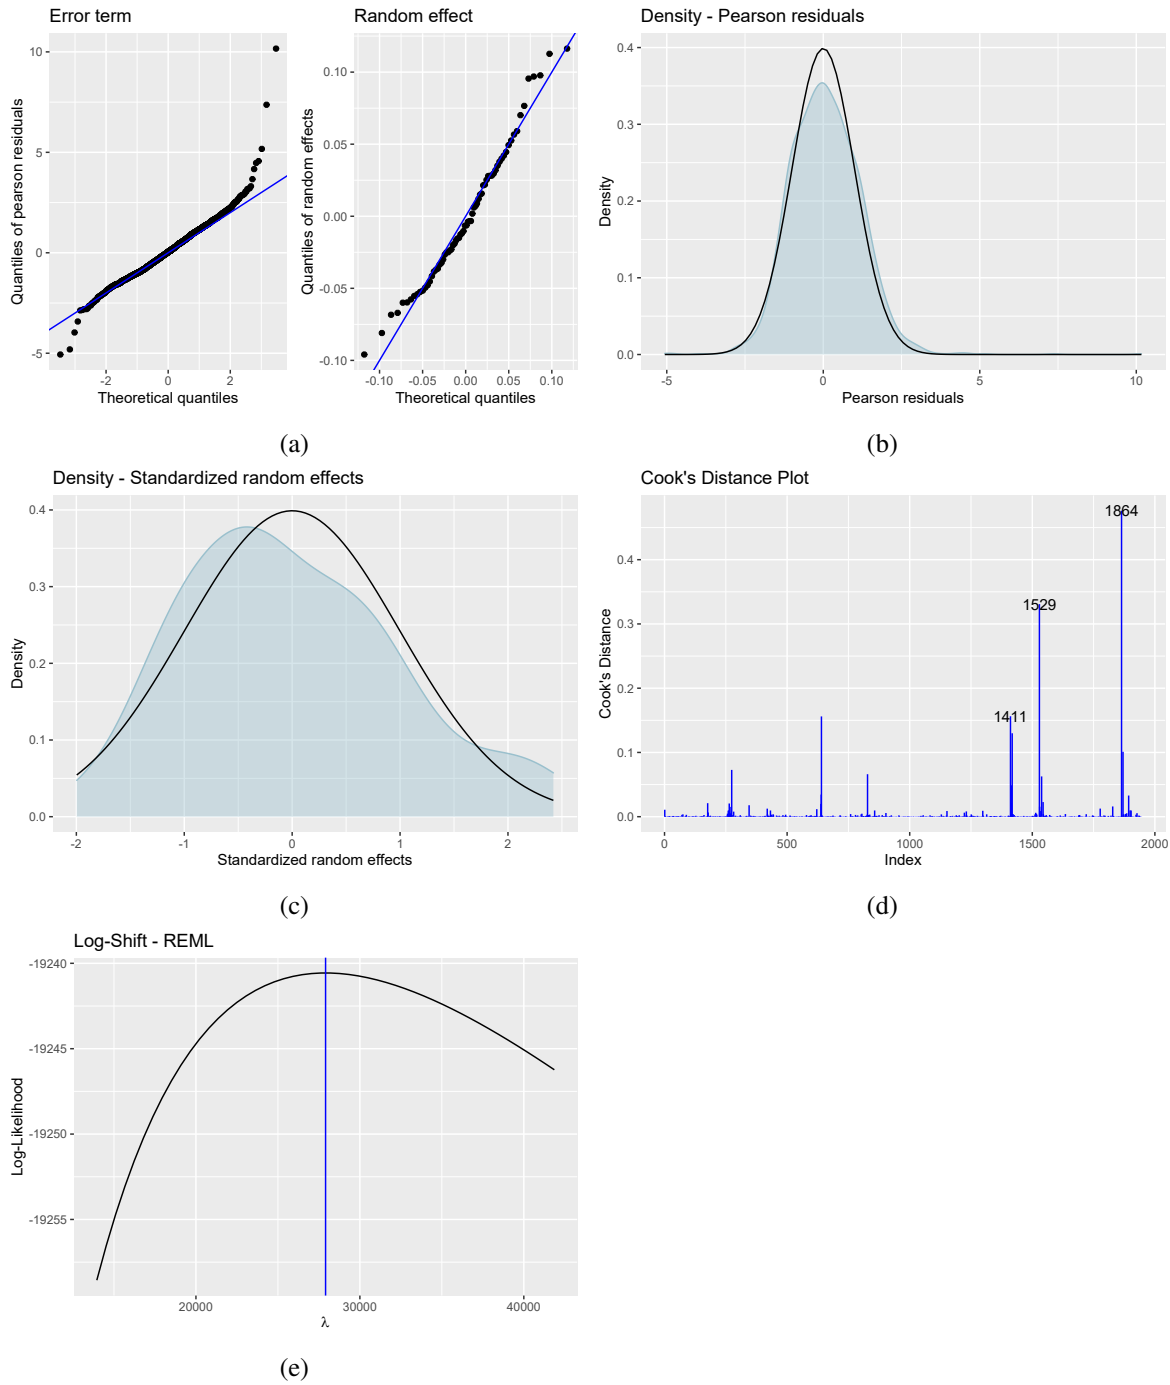 Error term
Quantiles of pearson residuals
10
5
0
-5
-2 0 2
Theoretical quantiles
Random effect
Quantiles of random effects
0.10
0.05
0.00
-0.05
-0.10
-0.10 -0.05 0.00 0.05 0.10
Theoretical quantiles
(a)
Density - Pearson residuals
Density
0.4
0.3
0.2
0.1
0.0
-5 0 5 10
Pearson residuals
(b)
Density - Standardized random effects
Density
0.4
0.3
0.2
0.1
0.0
-2 -1 0 1 2
Standardized random effects
(c)
Cook's Distance Plot
Cook's Distance
0.4
0.3
0.2
0.1
0.0
1864
1529
1411
0 500 1000 1500 2000
Index
(d)
Log-Shift - REML
Log-Likelihood
-19240
-19245
-19250
-19255
20000 30000 40000
λ
(e)